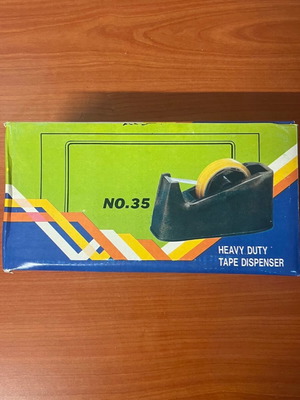 NO.35
HEAVY DUTY
TAPE DISPENSER